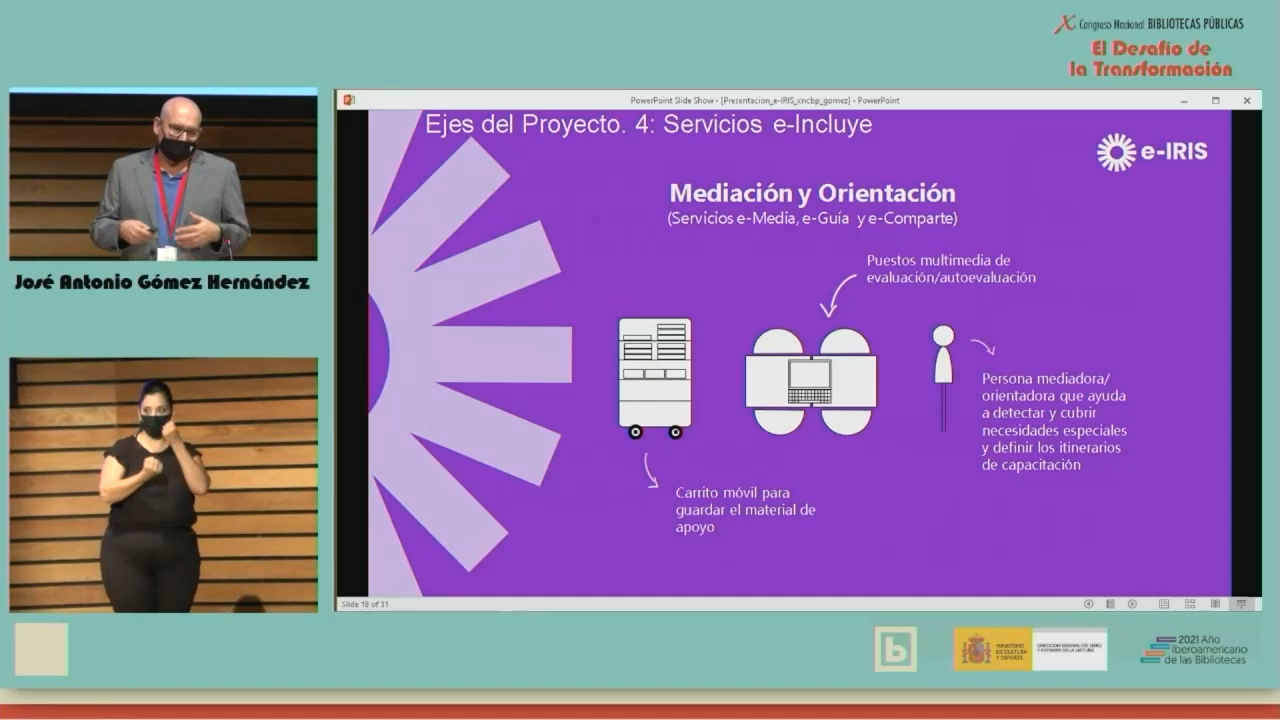 X Congreso Nacional BIBLIOTECAS PÚBLICAS
El Desafío de
la Transformación
PowerPoint Slide Show - [Presentacion_e-IRIS_xncbp_gomez] - PowerPoint
Ejes del Proyecto. 4: Servicios e-Incluye
e-IRIS
Mediación y Orientación
(Servicios e-Media, e-Guía y e-Comparte)
Puestos multimedia de
evaluación/autoevaluación
José Antonio Gómez Hernández
Persona mediadora/
orientadora que ayuda
a detectar y cubrir
necesidades especiales
y definir los itinerarios
de capacitación
Carrito móvil para
guardar el material de
apoyo
Slide 18 of 31
b
MINISTERIO
DE CULTURA
Y DEPORTE
DIRECCIÓN GENERAL DEL LIBRO
Y FOMENTO DE LA LECTURA
2021 Año
Iberoamericano
de las Bibliotecas